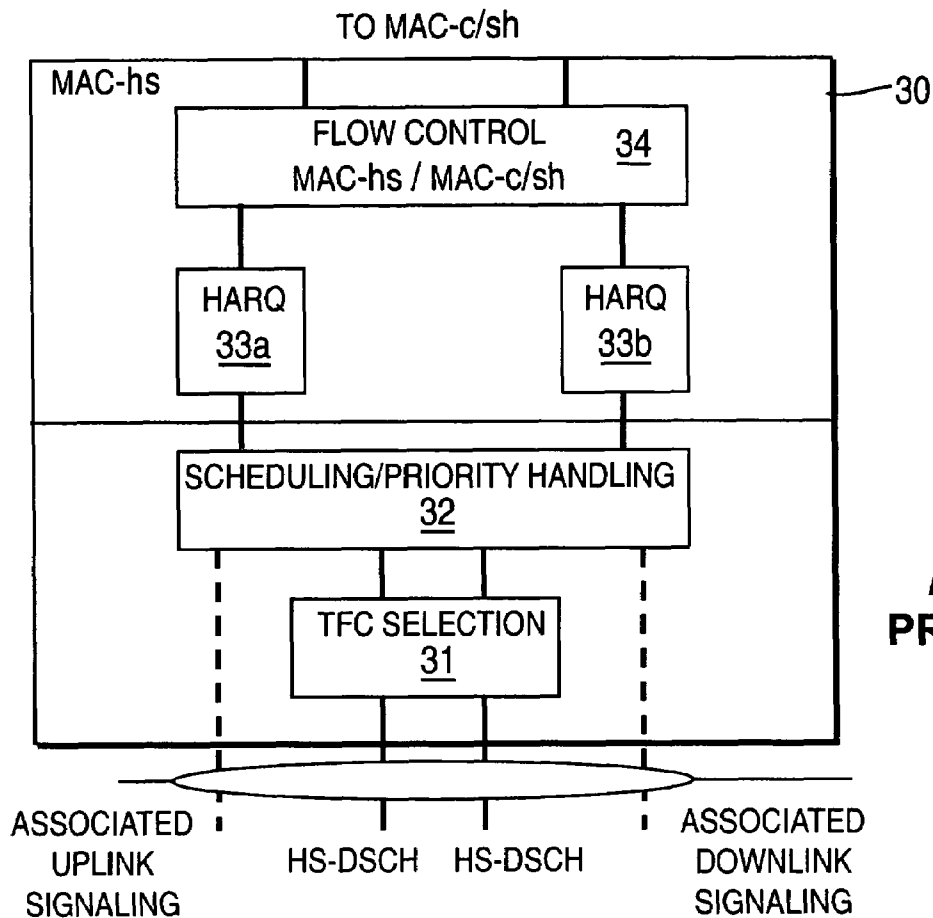 TO MAC-c/sh
MAC-hs
30
FLOW CONTROL
34
MAC-hs / MAC-c/sh
HARQ
33a
HARQ
33b
SCHEDULING/PRIORITY HANDLING
32
TFC SELECTION
31
ASSOCIATED
UPLINK
SIGNALING
HS-DSCH
HS-DSCH
ASSOCIATED
DOWNLINK
SIGNALING